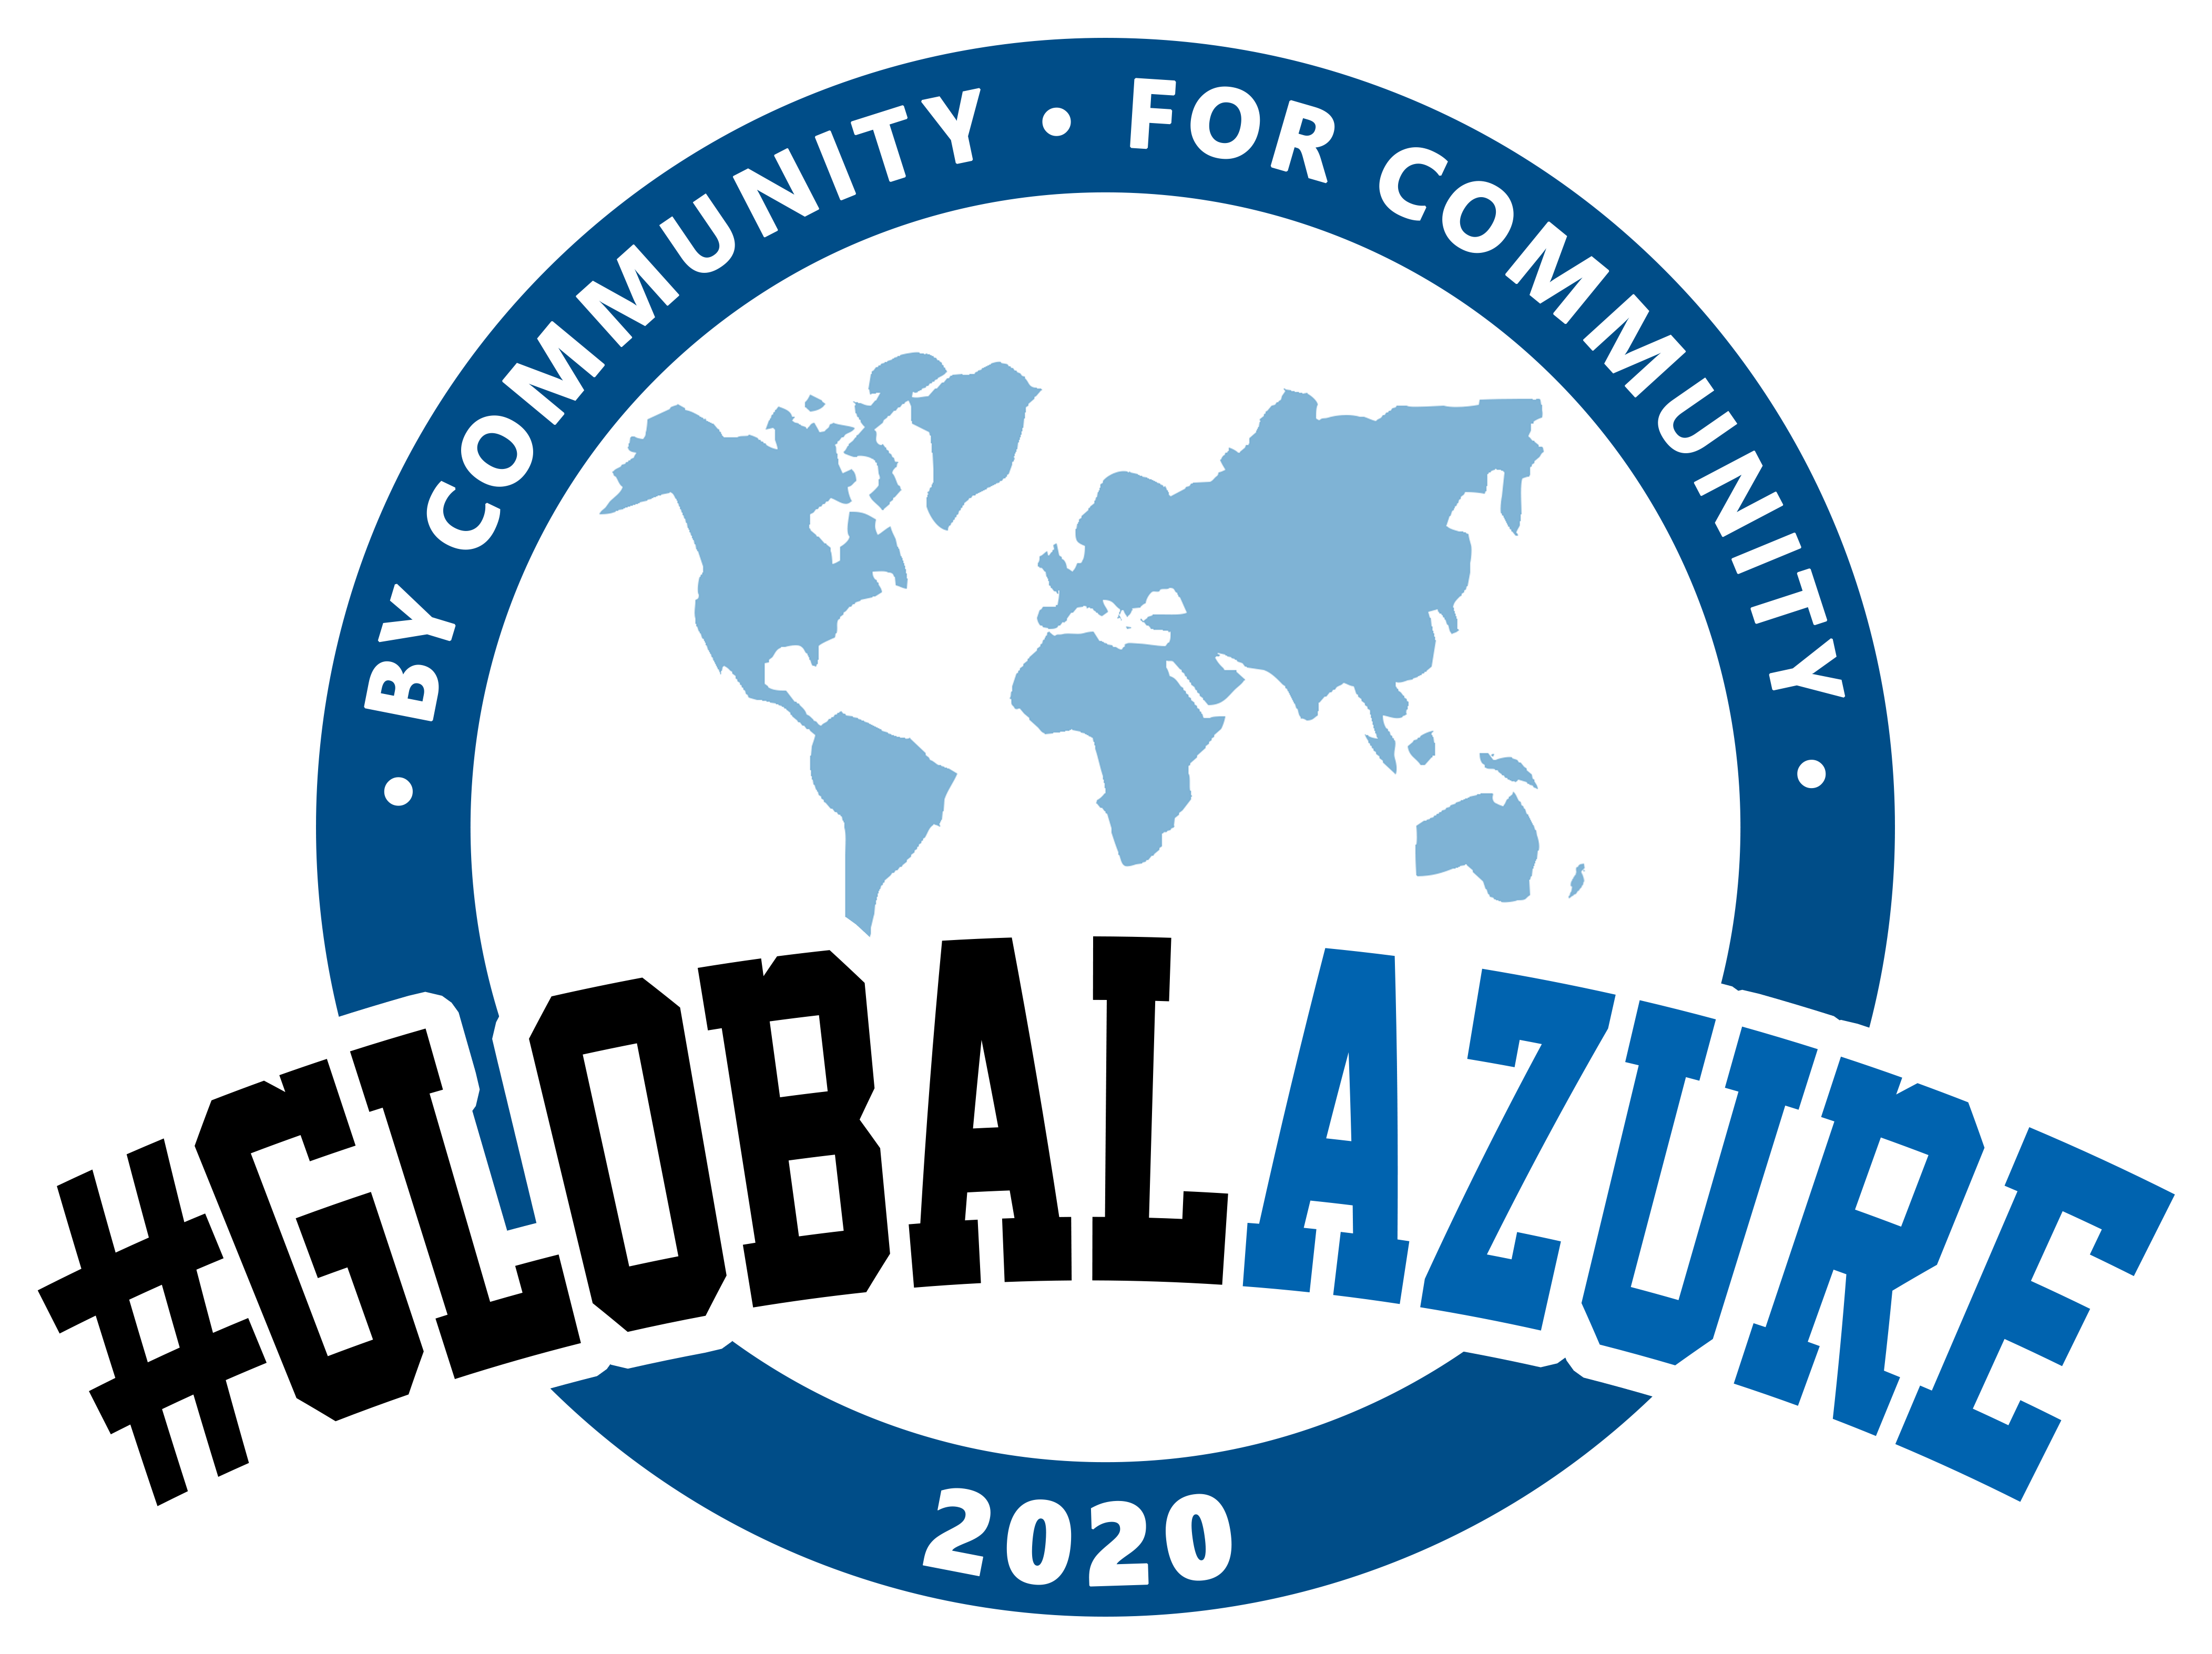 • BY COMMUNITY • FOR COMMUNITY •
#GLOBALAZURE
2020